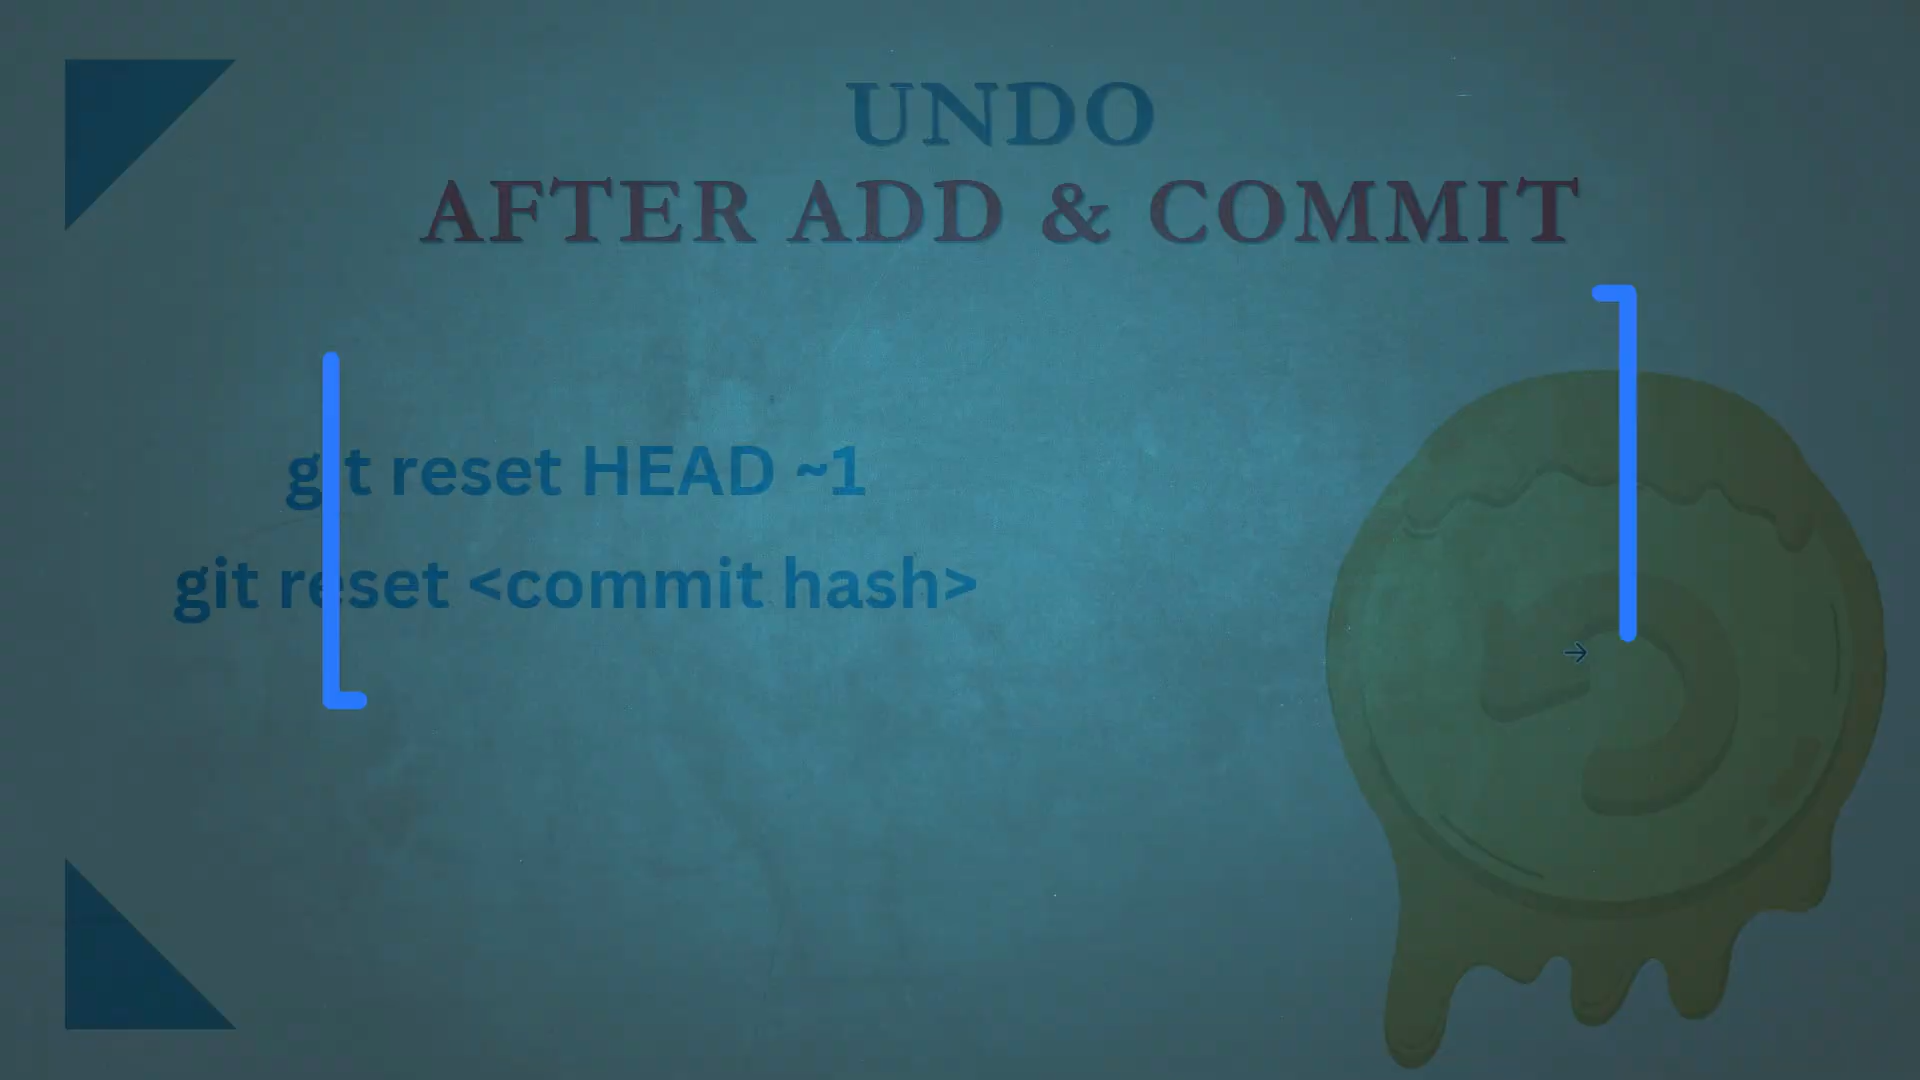 UNDO
AFTER ADD & COMMIT
git reset HEAD ~1
git reset <commit hash>